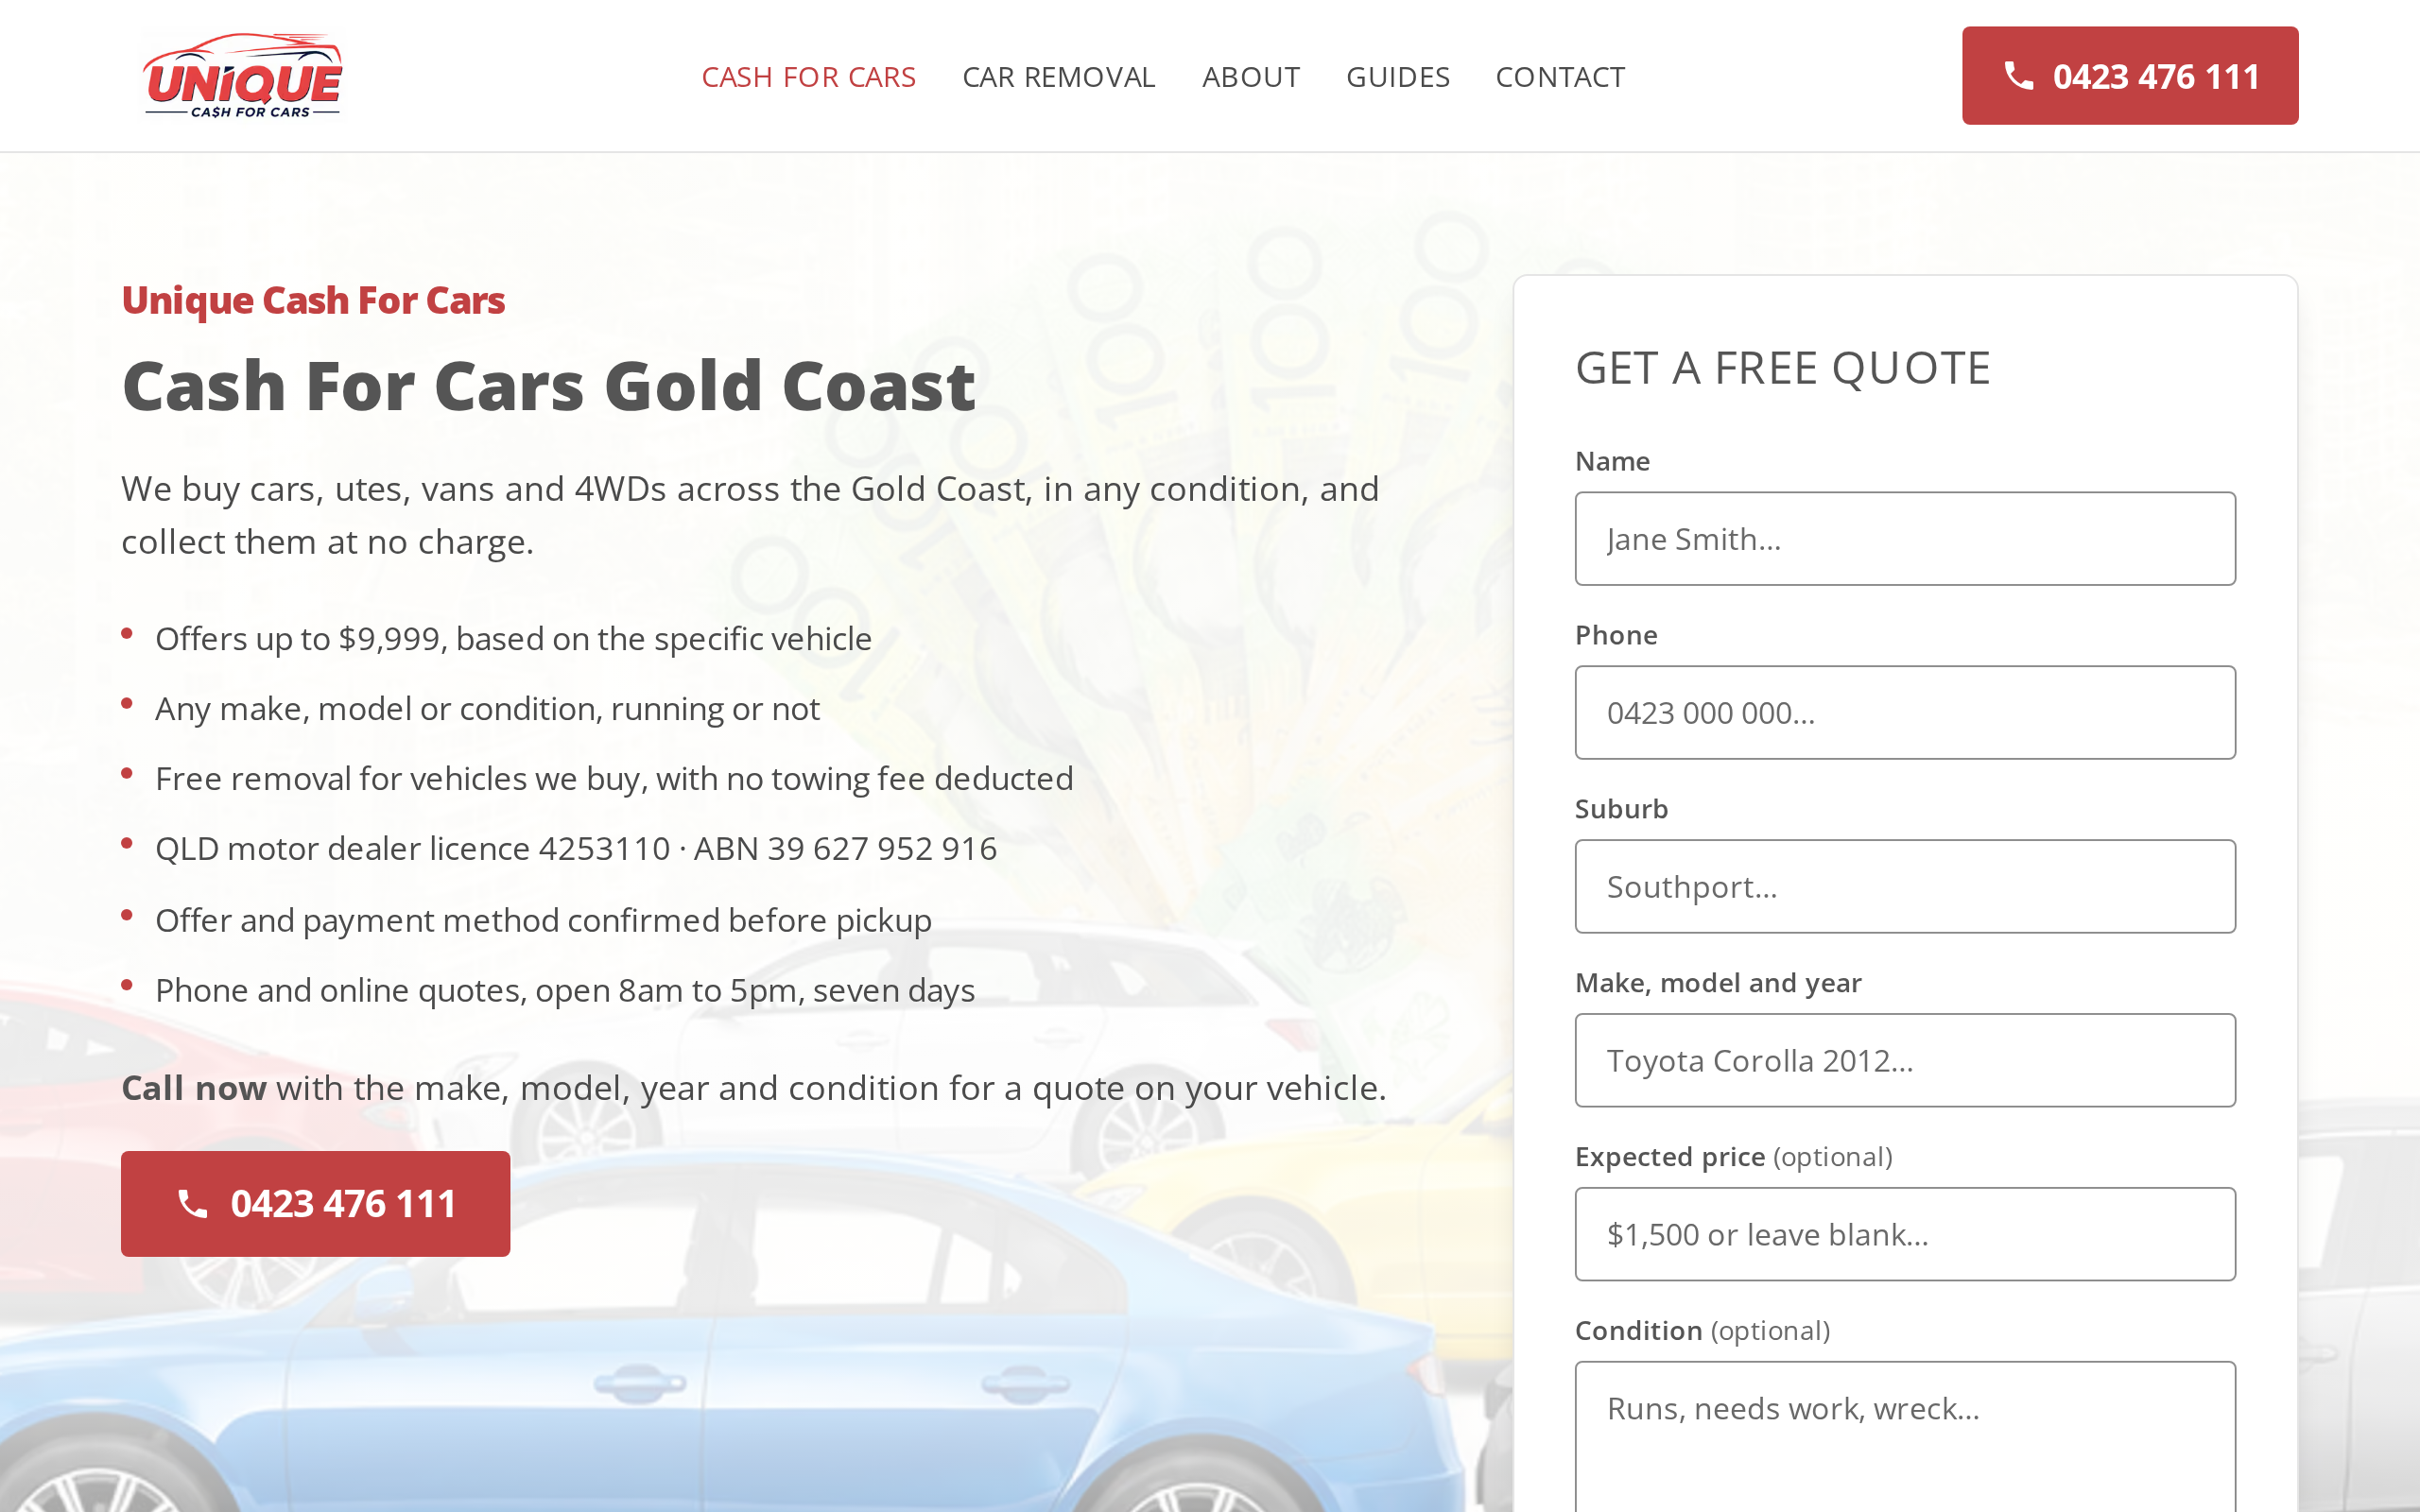 UNiQUE
CA$H FOR CARS
CASH FOR CARS
CAR REMOVAL
ABOUT
GUIDES
CONTACT
0423 476 111
Unique Cash For Cars
Cash For Cars Gold Coast
We buy cars, utes, vans and 4WDs across the Gold Coast, in any condition, and
collect them at no charge.
Offers up to $9,999, based on the specific vehicle
Any make, model or condition, running or not
Free removal for vehicles we buy, with no towing fee deducted
QLD motor dealer licence 4253110 · ABN 39 627 952 916
Offer and payment method confirmed before pickup
Phone and online quotes, open 8am to 5pm, seven days
Call now with the make, model, year and condition for a quote on your vehicle.
0423 476 111
GET A FREE QUOTE
Name
Jane Smith...
Phone
0423 000 000...
Suburb
Southport...
Make, model and year
Toyota Corolla 2012...
Expected price (optional)
$1,500 or leave blank...
Condition (optional)
Runs, needs work, wreck...
100
100
100
100
100
100